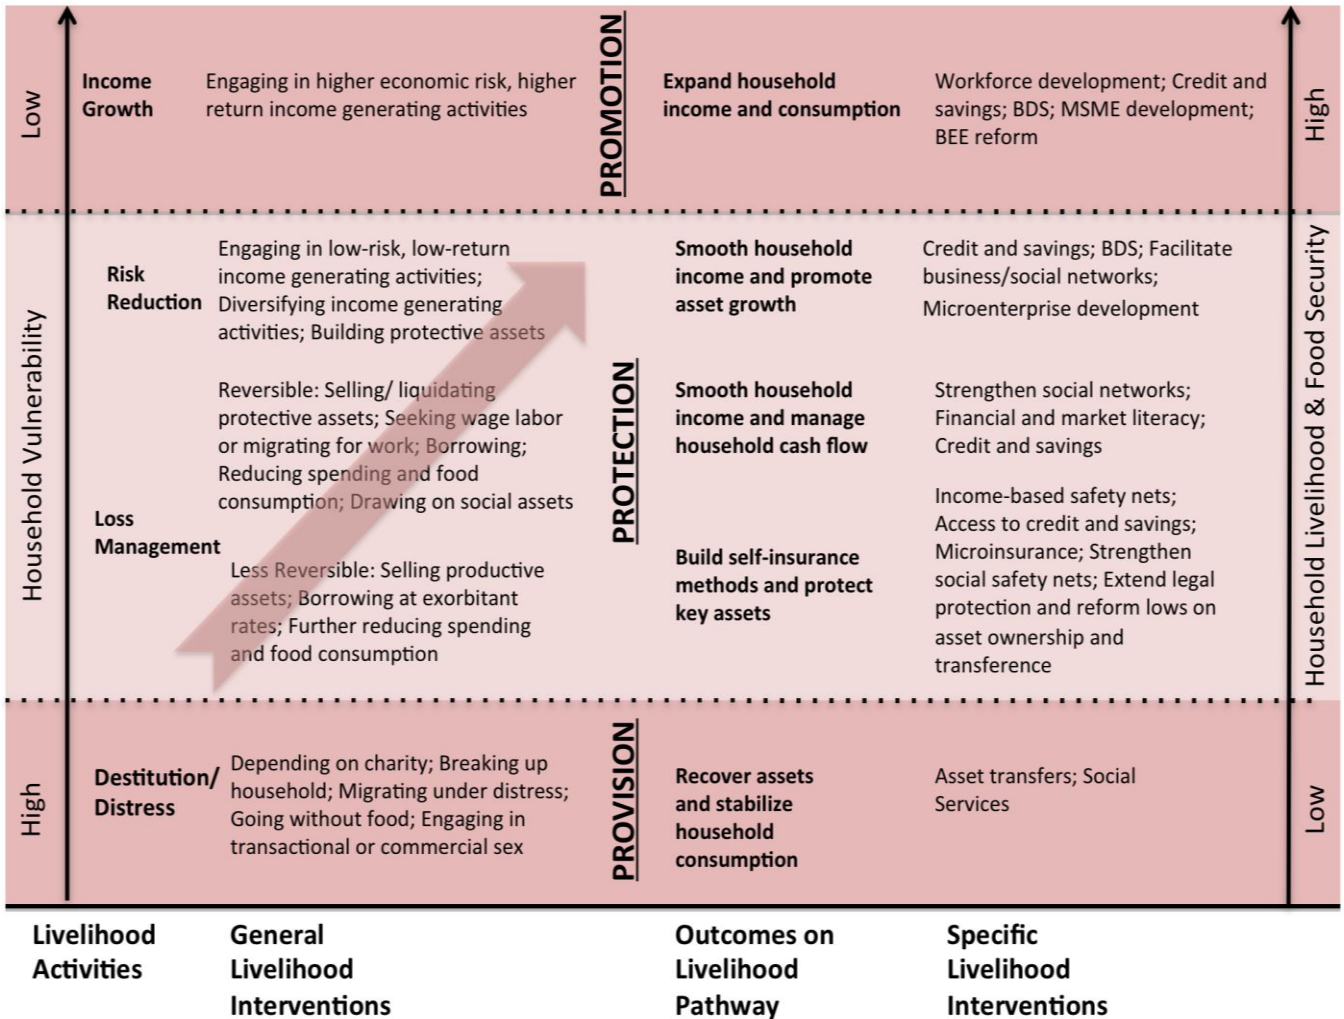 Low
Income
Growth
Engaging in higher economic risk, higher
return income generating activities
PROMOTION
Expand household
income and consumption
Workforce development; Credit and
savings; BDS; MSME development;
BEE reform
High
Household Vulnerability
Risk
Reduction
Engaging in low-risk, low-return
income generating activities;
Diversifying income generating
activities; Building protective assets
Smooth household
income and promote
asset growth
Credit and savings; BDS; Facilitate
business/social networks;
Microenterprise development
Household Livelihood & Food Security
Loss
Management
Reversible: Selling/ liquidating
protective assets; Seeking wage labor
or migrating for work; Borrowing;
Reducing spending and food
consumption; Drawing on social assets
PROTECTION
Smooth household
income and manage
household cash flow
Strengthen social networks;
Financial and market literacy;
Credit and savings
Less Reversible: Selling productive
assets; Borrowing at exorbitant
rates; Further reducing spending
and food consumption
Build self-insurance
methods and protect
key assets
Income-based safety nets;
Access to credit and savings;
Microinsurance; Strengthen
social safety nets; Extend legal
protection and reform lows on
asset ownership and
transference
High
Destitution/
Distress
Depending on charity; Breaking up
household; Migrating under distress;
Going without food; Engaging in
transactional or commercial sex
PROVISION
Recover assets
and stabilize
household
consumption
Asset transfers; Social
Services
Low
Livelihood
Activities
General
Livelihood
Interventions
Outcomes on
Livelihood
Pathway
Specific
Livelihood
Interventions